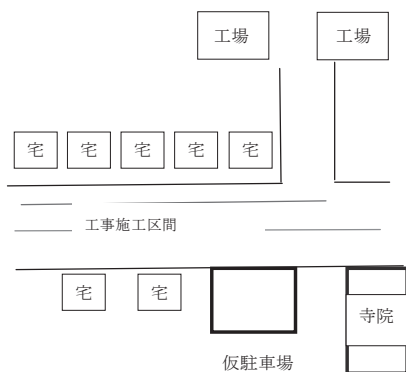 工場 工場
宅 宅 宅 宅 宅
工事施工区間
宅 宅
寺院
仮駐車場